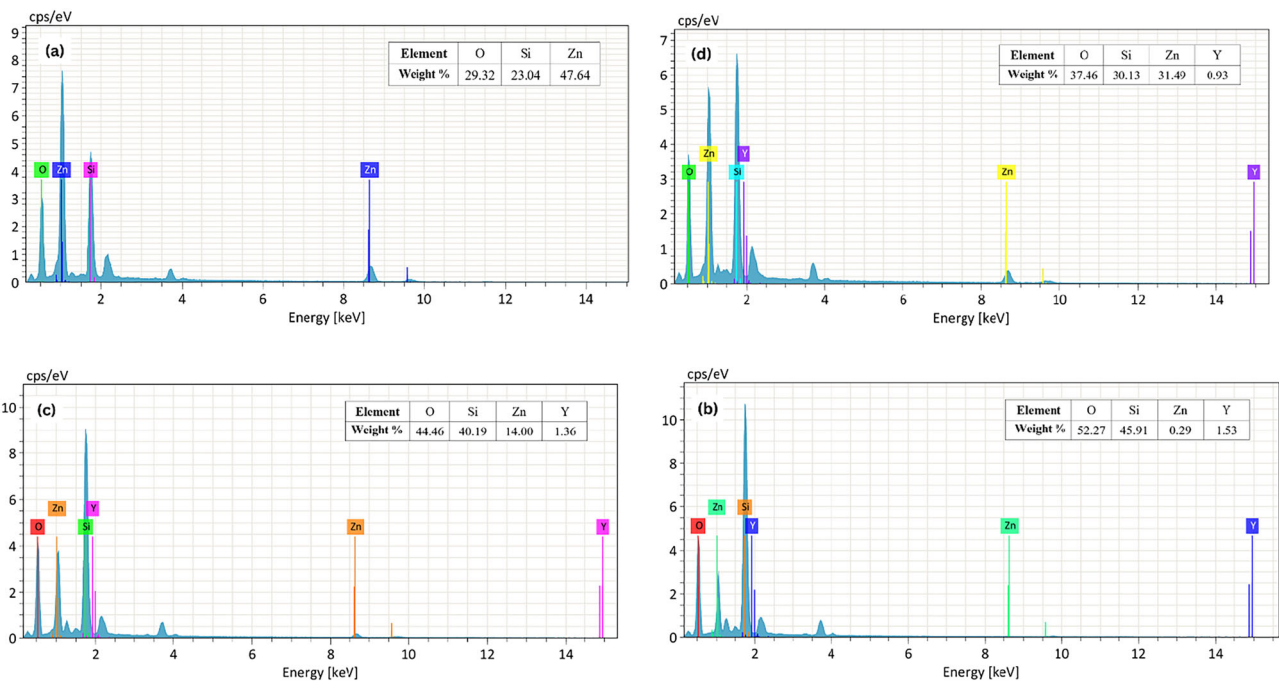 cps/eV
(a)
Element O Si Zn
Weight % 29.32 23.04 47.64
9
8
7
6
5
4
3
2
1
0
O Zn Si Zn
2 4 6 8 10 12 14
Energy [keV]
cps/eV
(d)
Element O Si Zn Y
Weight % 37.46 30.13 31.49 0.93
7
6
5
4
3
2
1
0
O Zn Si Y Zn Y
2 4 6 8 10 12 14
Energy [keV]
cps/eV
(c)
Element O Si Zn Y
Weight % 44.46 40.19 14.00 1.36
10
8
6
4
2
0
O Zn Si Y Zn Y
2 4 6 8 10 12 14
Energy [keV]
cps/eV
(b)
Element O Si Zn Y
Weight % 52.27 45.91 0.29 1.53
10
8
6
4
2
0
O Zn Si Y Zn Y
2 4 6 8 10 12 14
Energy [keV]